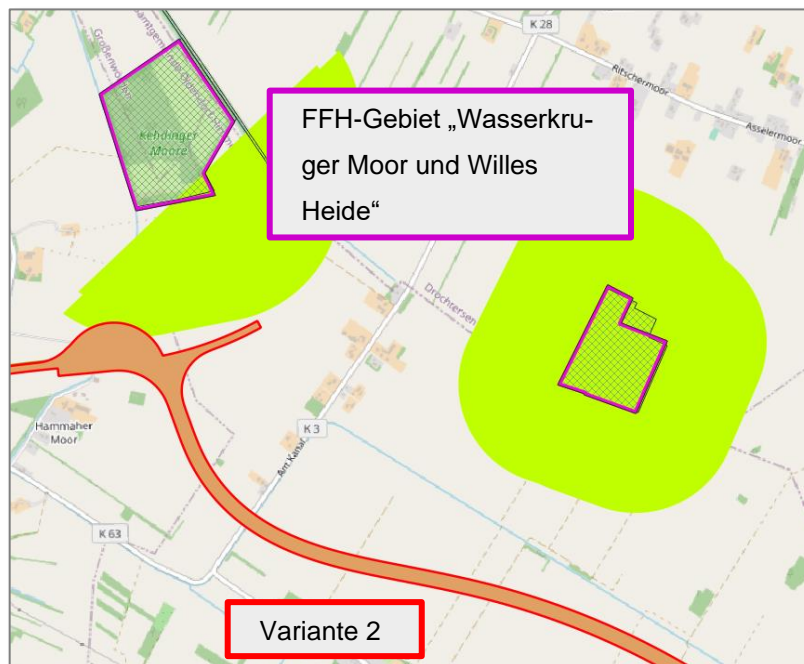 K 28
Ritschermoor
Asselermoor
Großenwörden
Kehdinger
Moore
FFH-Gebiet „Wasserkru-
ger Moor und Willes
Heide“
Drochtersen
Hammaher
Moor
K 3
Am Kanal
K 63
Variante 2